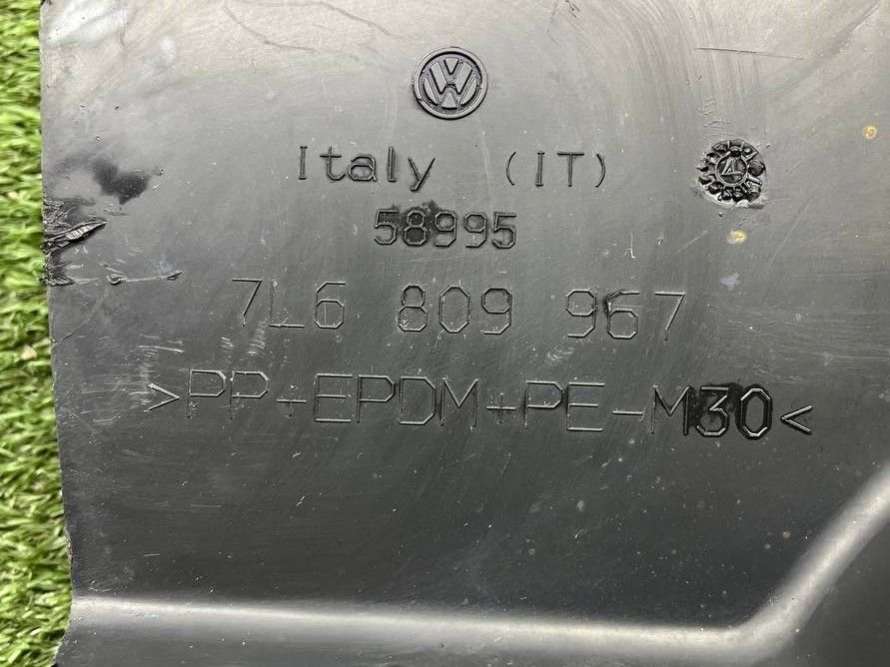 Italy (IT)
58995
7L6 809 967
>PP+EPDM+PE-M30<